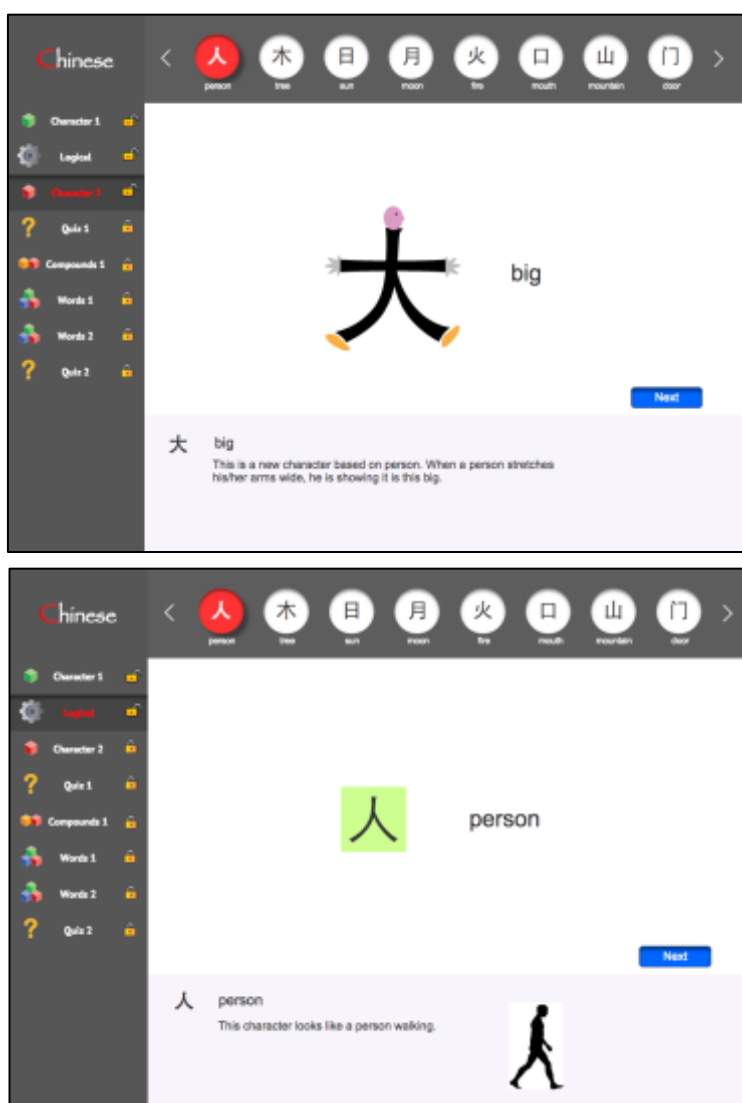 Chinese
人 木 日 月 火 口 山 门
person tree sun moon fire mouth mountain door
Character 1
Logical
Character 2
Quiz 1
Compounds 1
Words 1
Words 2
Quiz 2
大
big
Next
大 big
This is a new character based on person. When a person stretches
his/her arms wide, he is showing it is this big.
Chinese
人 木 日 月 火 口 山 门
person tree sun moon fire mouth mountain door
Character 1
Logical
Character 2
Quiz 1
Compounds 1
Words 1
Words 2
Quiz 2
人 person
Next
人 person
This character looks like a person walking.